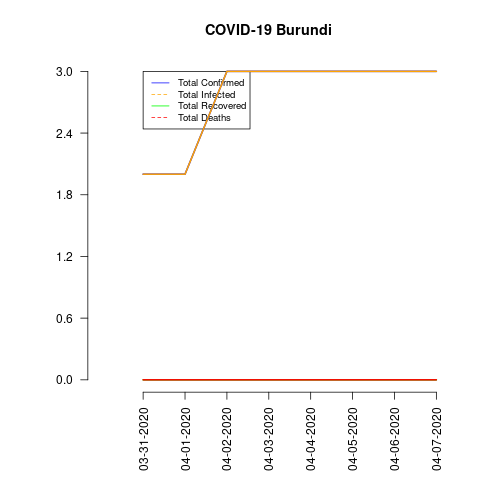 COVID-19 Burundi
3.0
2.4
1.8
1.2
0.6
0.0
Total Confirmed
Total Infected
Total Recovered
Total Deaths
03-31-2020
04-01-2020
04-02-2020
04-03-2020
04-04-2020
04-05-2020
04-06-2020
04-07-2020